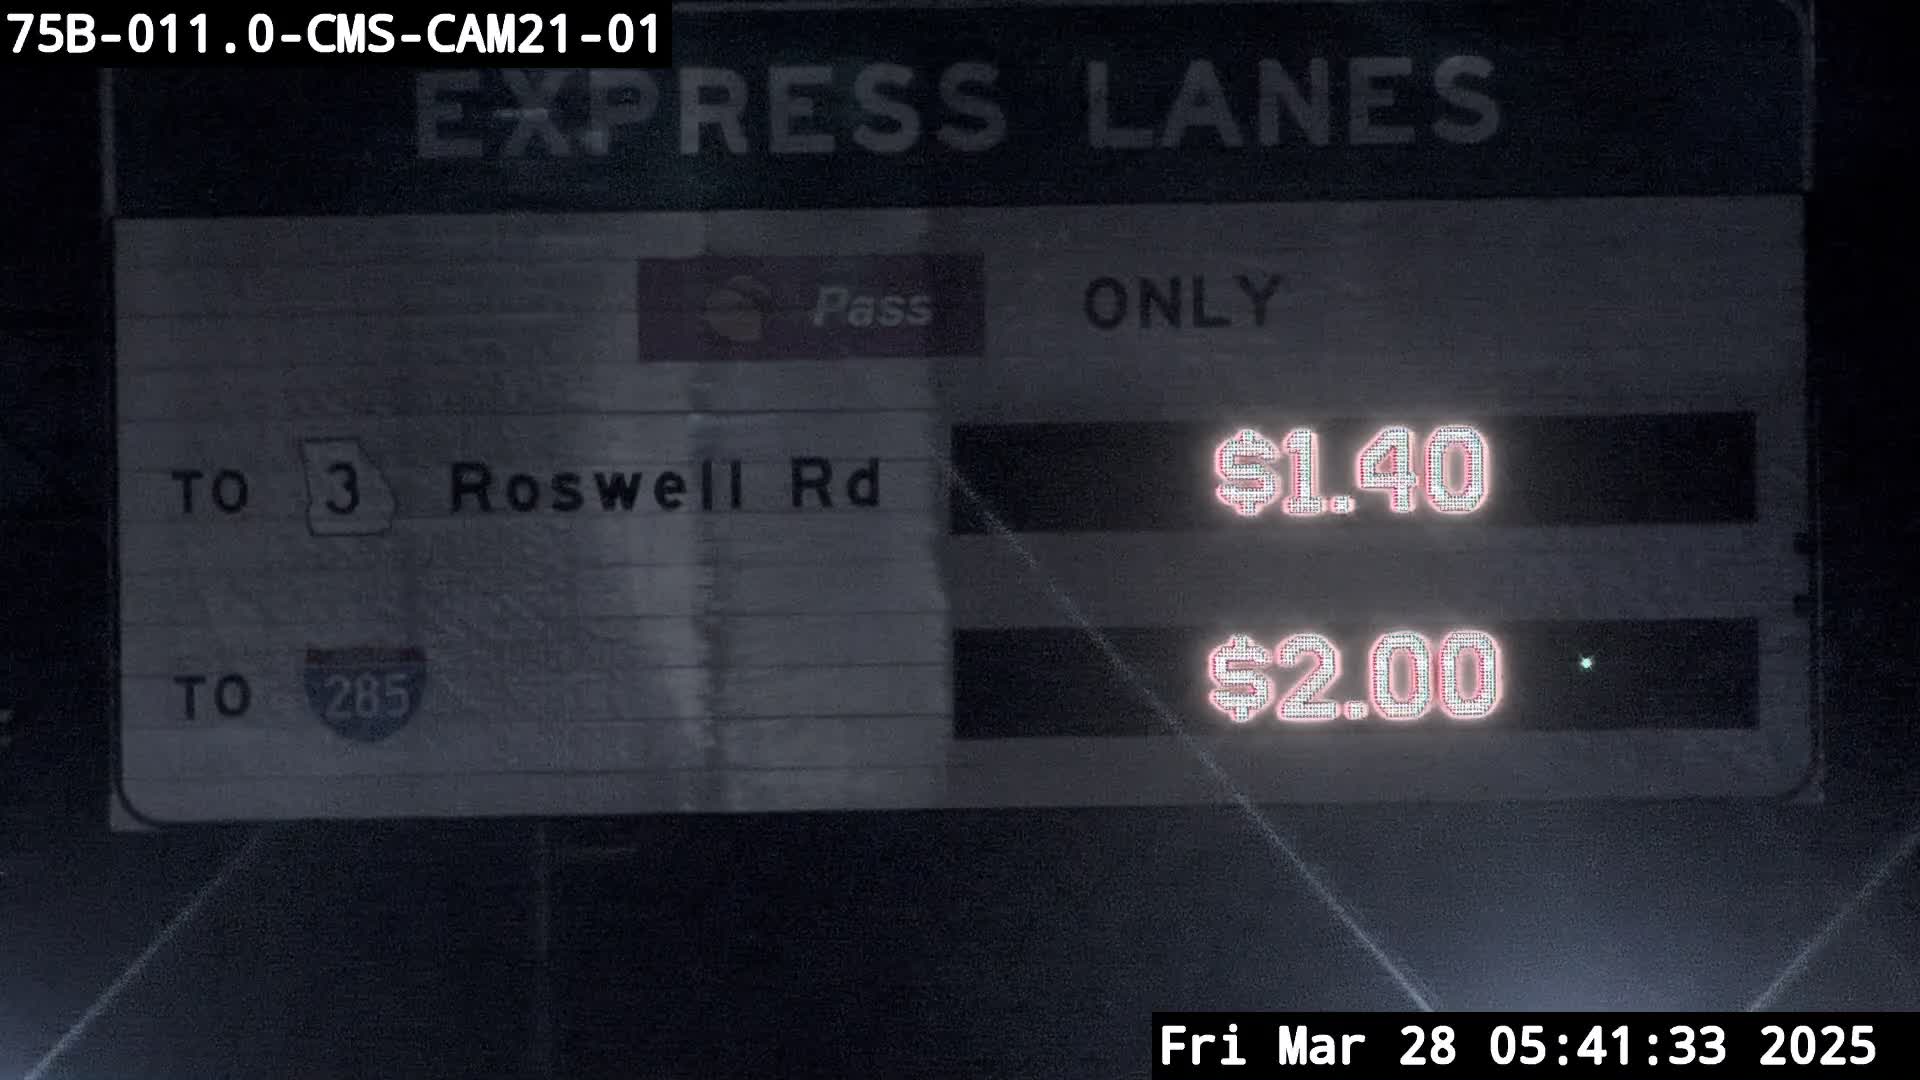 75B-011.0-CMS-CAM21-01
EXPRESS LANES
Pass ONLY
TO 3 Roswell Rd $1.40
TO 285 $2.00
Fri Mar 28 05:41:33 2025